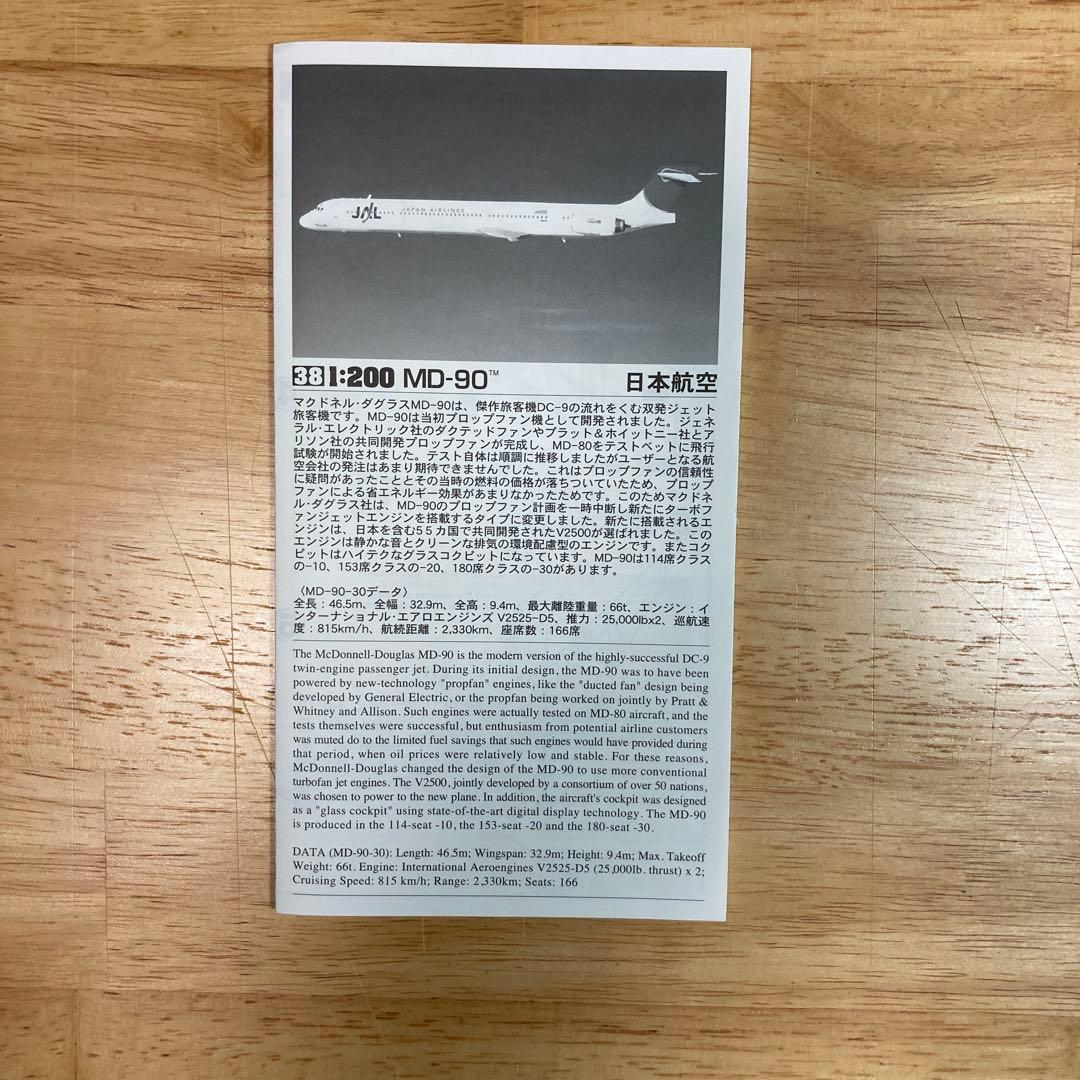 JAL JAPAN AIRLINES
38 1:200 MD-90™ 日本航空
マクドネル・ダグラスMD-90は、傑作旅客機DC-9の流れをくむ双発ジェット
旅客機です。MD-90は当初プロップファン機として開発されました。ジェネ
ラル・エレクトリック社のダクテッドファンやプラット&ホイットニー社とア
リソン社の共同開発プロップファンが完成し、MD-80をテストベットに飛行
試験が開始されました。テスト自体は順調に推移しましたがユーザーとなる航
空会社の発注はあまり期待できませんでした。これはプロップファンの信頼性
に疑問があったこととその当時の燃料の価格が落ちついていたため、プロップ
ファンによる省エネルギー効果があまりなかったためです。このためマクドネ
ル・ダグラス社は、MD-90のプロップファン計画を一時中断し新たにターボフ
ァンジェットエンジンを搭載するタイプに変更しました。新たに搭載されるエ
ンジンは、日本を含む55カ国で共同開発されたV2500が選ばれました。この
エンジンは静かな音とクリーンな排気の環境配慮型のエンジンです。またコク
ピットはハイテクなグラスコクピットになっています。MD-90は114席クラス
の-10、153席クラスの-20、180席クラスの-30があります。
〈MD-90-30データ〉
全長：46.5m、全幅：32.9m、全高：9.4m、最大離陸重量：66t、エンジン：イ
ンターナショナル・エアロエンジンズ V2525-D5、推力：25,000lbx2、巡航速
度：815km/h、航続距離：2,330km、座席数：166席
The McDonnell-Douglas MD-90 is the modern version of the highly-successful DC-9
twin-engine passenger jet. During its initial design, the MD-90 was to have been
powered by new-technology "propfan" engines, like the "ducted fan" design being
developed by General Electric, or the propfan being worked on jointly by Pratt &
Whitney and Allison. Such engines were actually tested on MD-80 aircraft, and the
tests themselves were successful, but enthusiasm from potential airline customers
was muted do to the limited fuel savings that such engines would have provided during
that period, when oil prices were relatively low and stable. For these reasons,
McDonnell-Douglas changed the design of the MD-90 to use more conventional
turbofan jet engines. The V2500, jointly developed by a consortium of over 50 nations,
was chosen to power to the new plane. In addition, the aircraft's cockpit was designed
as a "glass cockpit" using state-of-the-art digital display technology. The MD-90
is produced in the 114-seat -10, the 153-seat -20 and the 180-seat -30.
DATA (MD-90-30): Length: 46.5m; Wingspan: 32.9m; Height: 9.4m; Max. Takeoff
Weight: 66t. Engine: International Aeroengines V2525-D5 (25,000lb. thrust) x 2;
Cruising Speed: 815 km/h; Range: 2,330km; Seats: 166